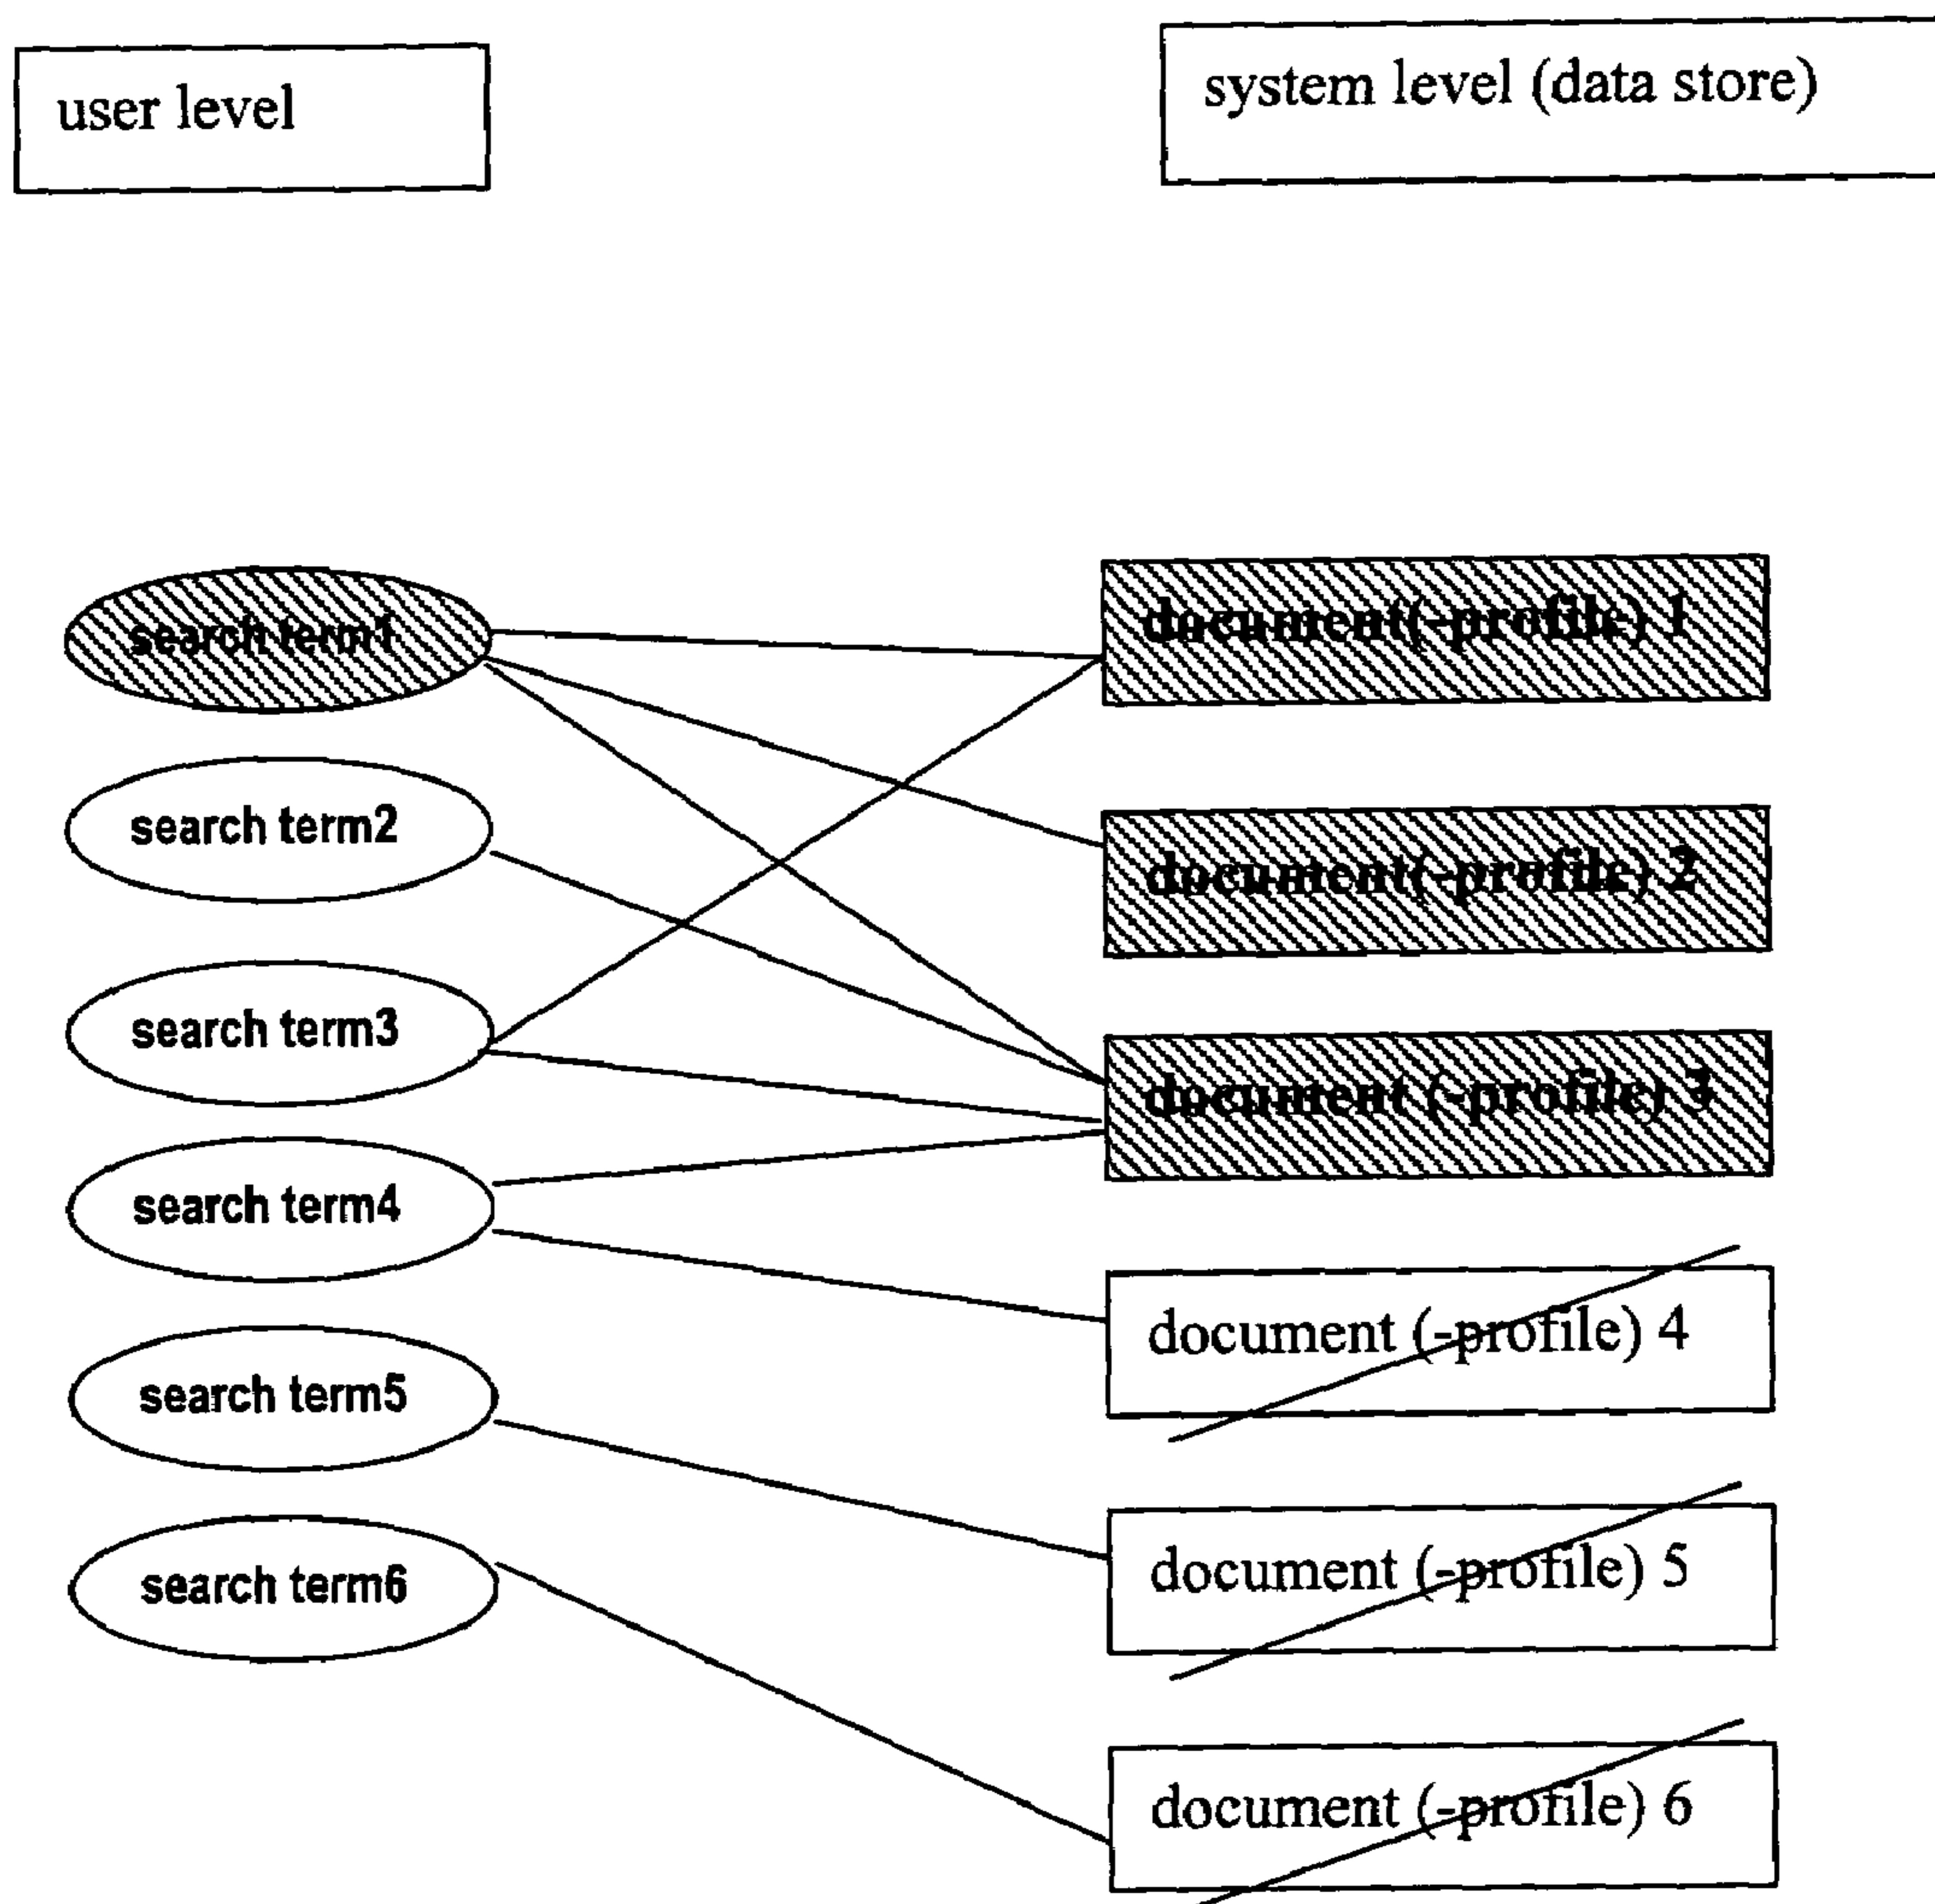 user level
system level (data store)
search term1
document(-profile) 1
search term2
document(-profile) 2
search term3
document (-profile) 3
search term4
document (-profile) 4
search term5
document (-profile) 5
search term6
document (-profile) 6